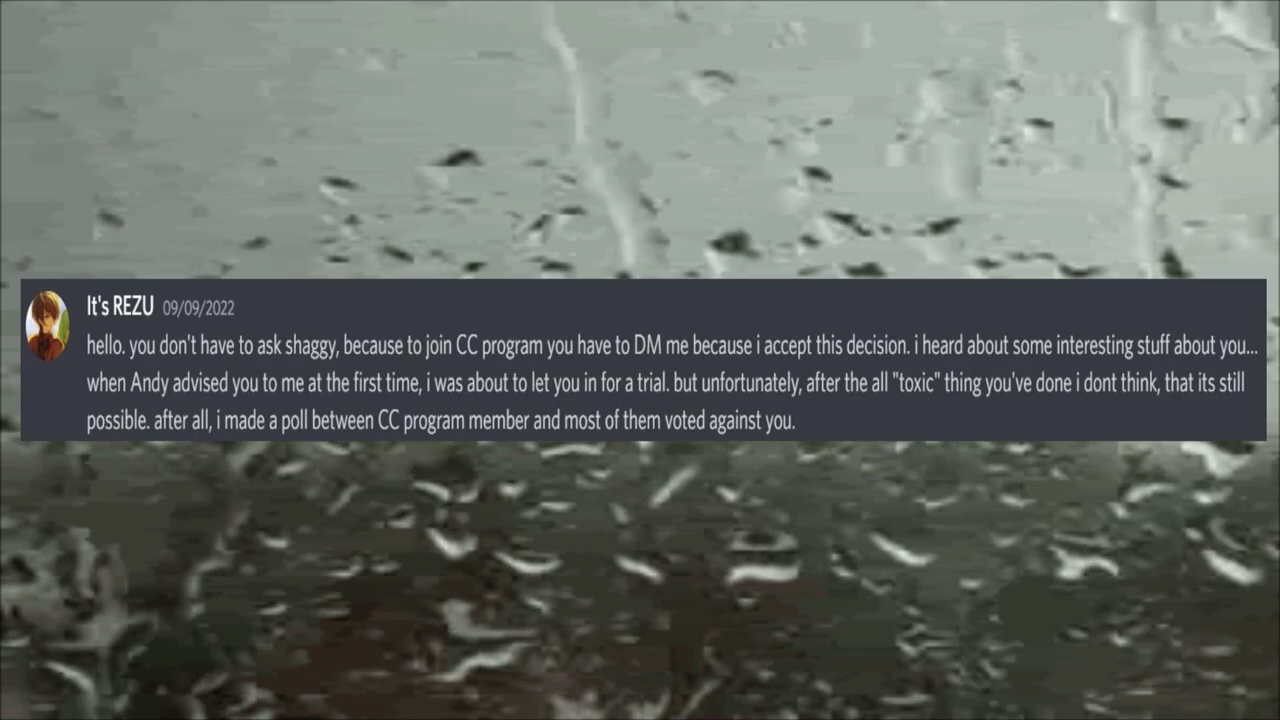 It's REZU 09/09/2022
hello. you don't have to ask shaggy, because to join CC program you have to DM me because i accept this decision. i heard about some interesting stuff about you...
when Andy advised you to me at the first time, i was about to let you in for a trial. but unfortunately, after the all "toxic" thing you've done i dont think, that its still
possible. after all, i made a poll between CC program member and most of them voted against you.